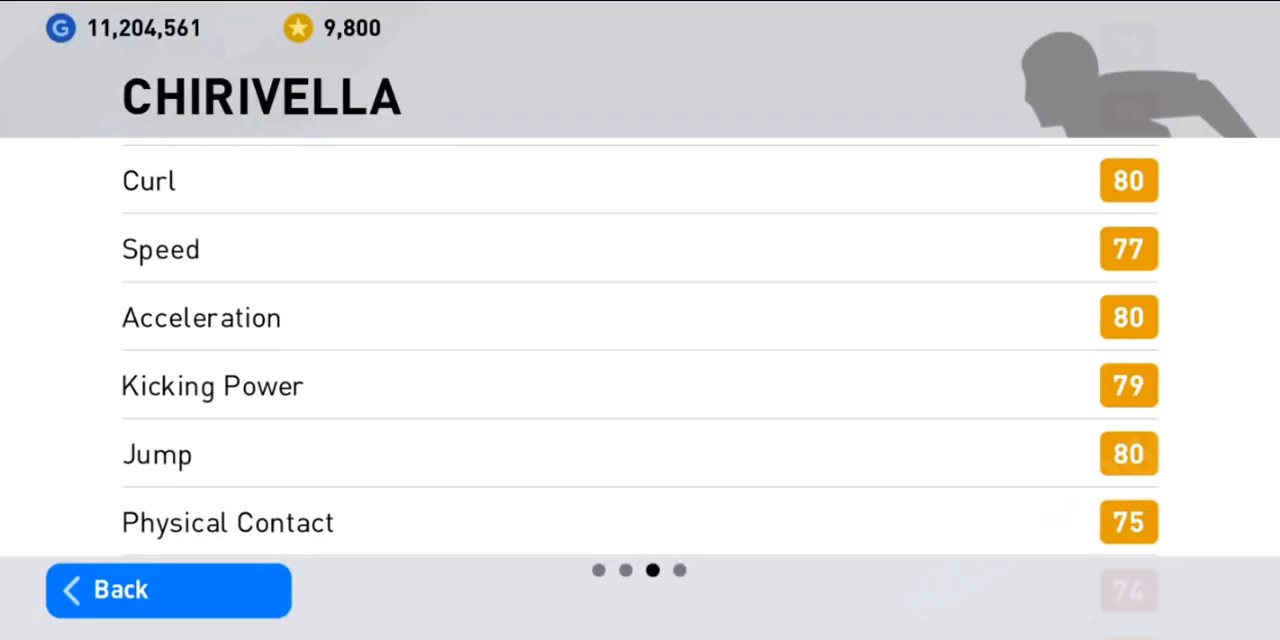 G 11,204,561 9,800
CHIRIVELLA
Curl 80
Speed 77
Acceleration 80
Kicking Power 79
Jump 80
Physical Contact 75
74
Back